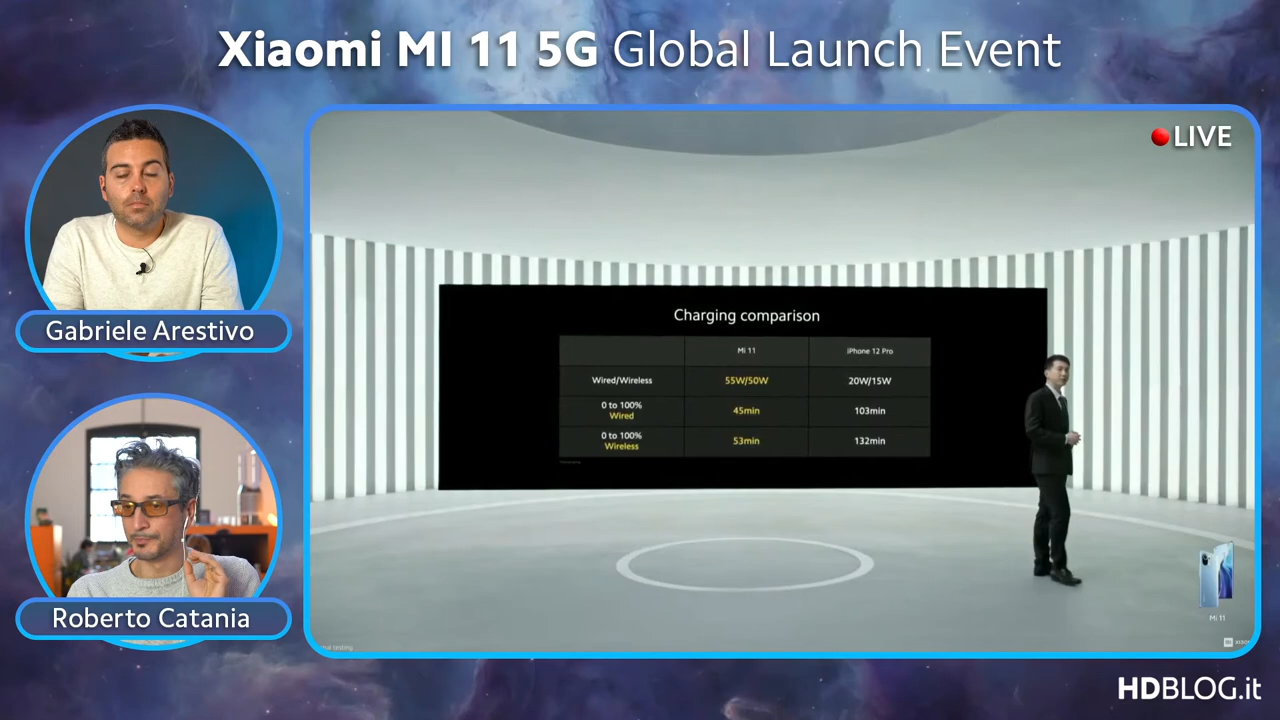 Xiaomi MI 11 5G Global Launch Event
LIVE
Gabriele Arestivo
Roberto Catania
Charging comparison
Mi 11 iPhone 12 Pro
Wired/Wireless 55W/50W 20W/15W
0 to 100%
Wired 45min 103min
0 to 100%
Wireless 53min 132min
Mi 11
testing
HDBLOG.it